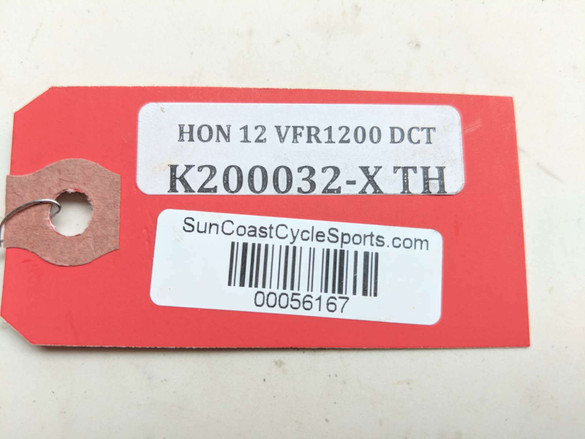 HON 12 VFR1200 DCT
K200032-X TH
SunCoastCycleSports.com
00056167